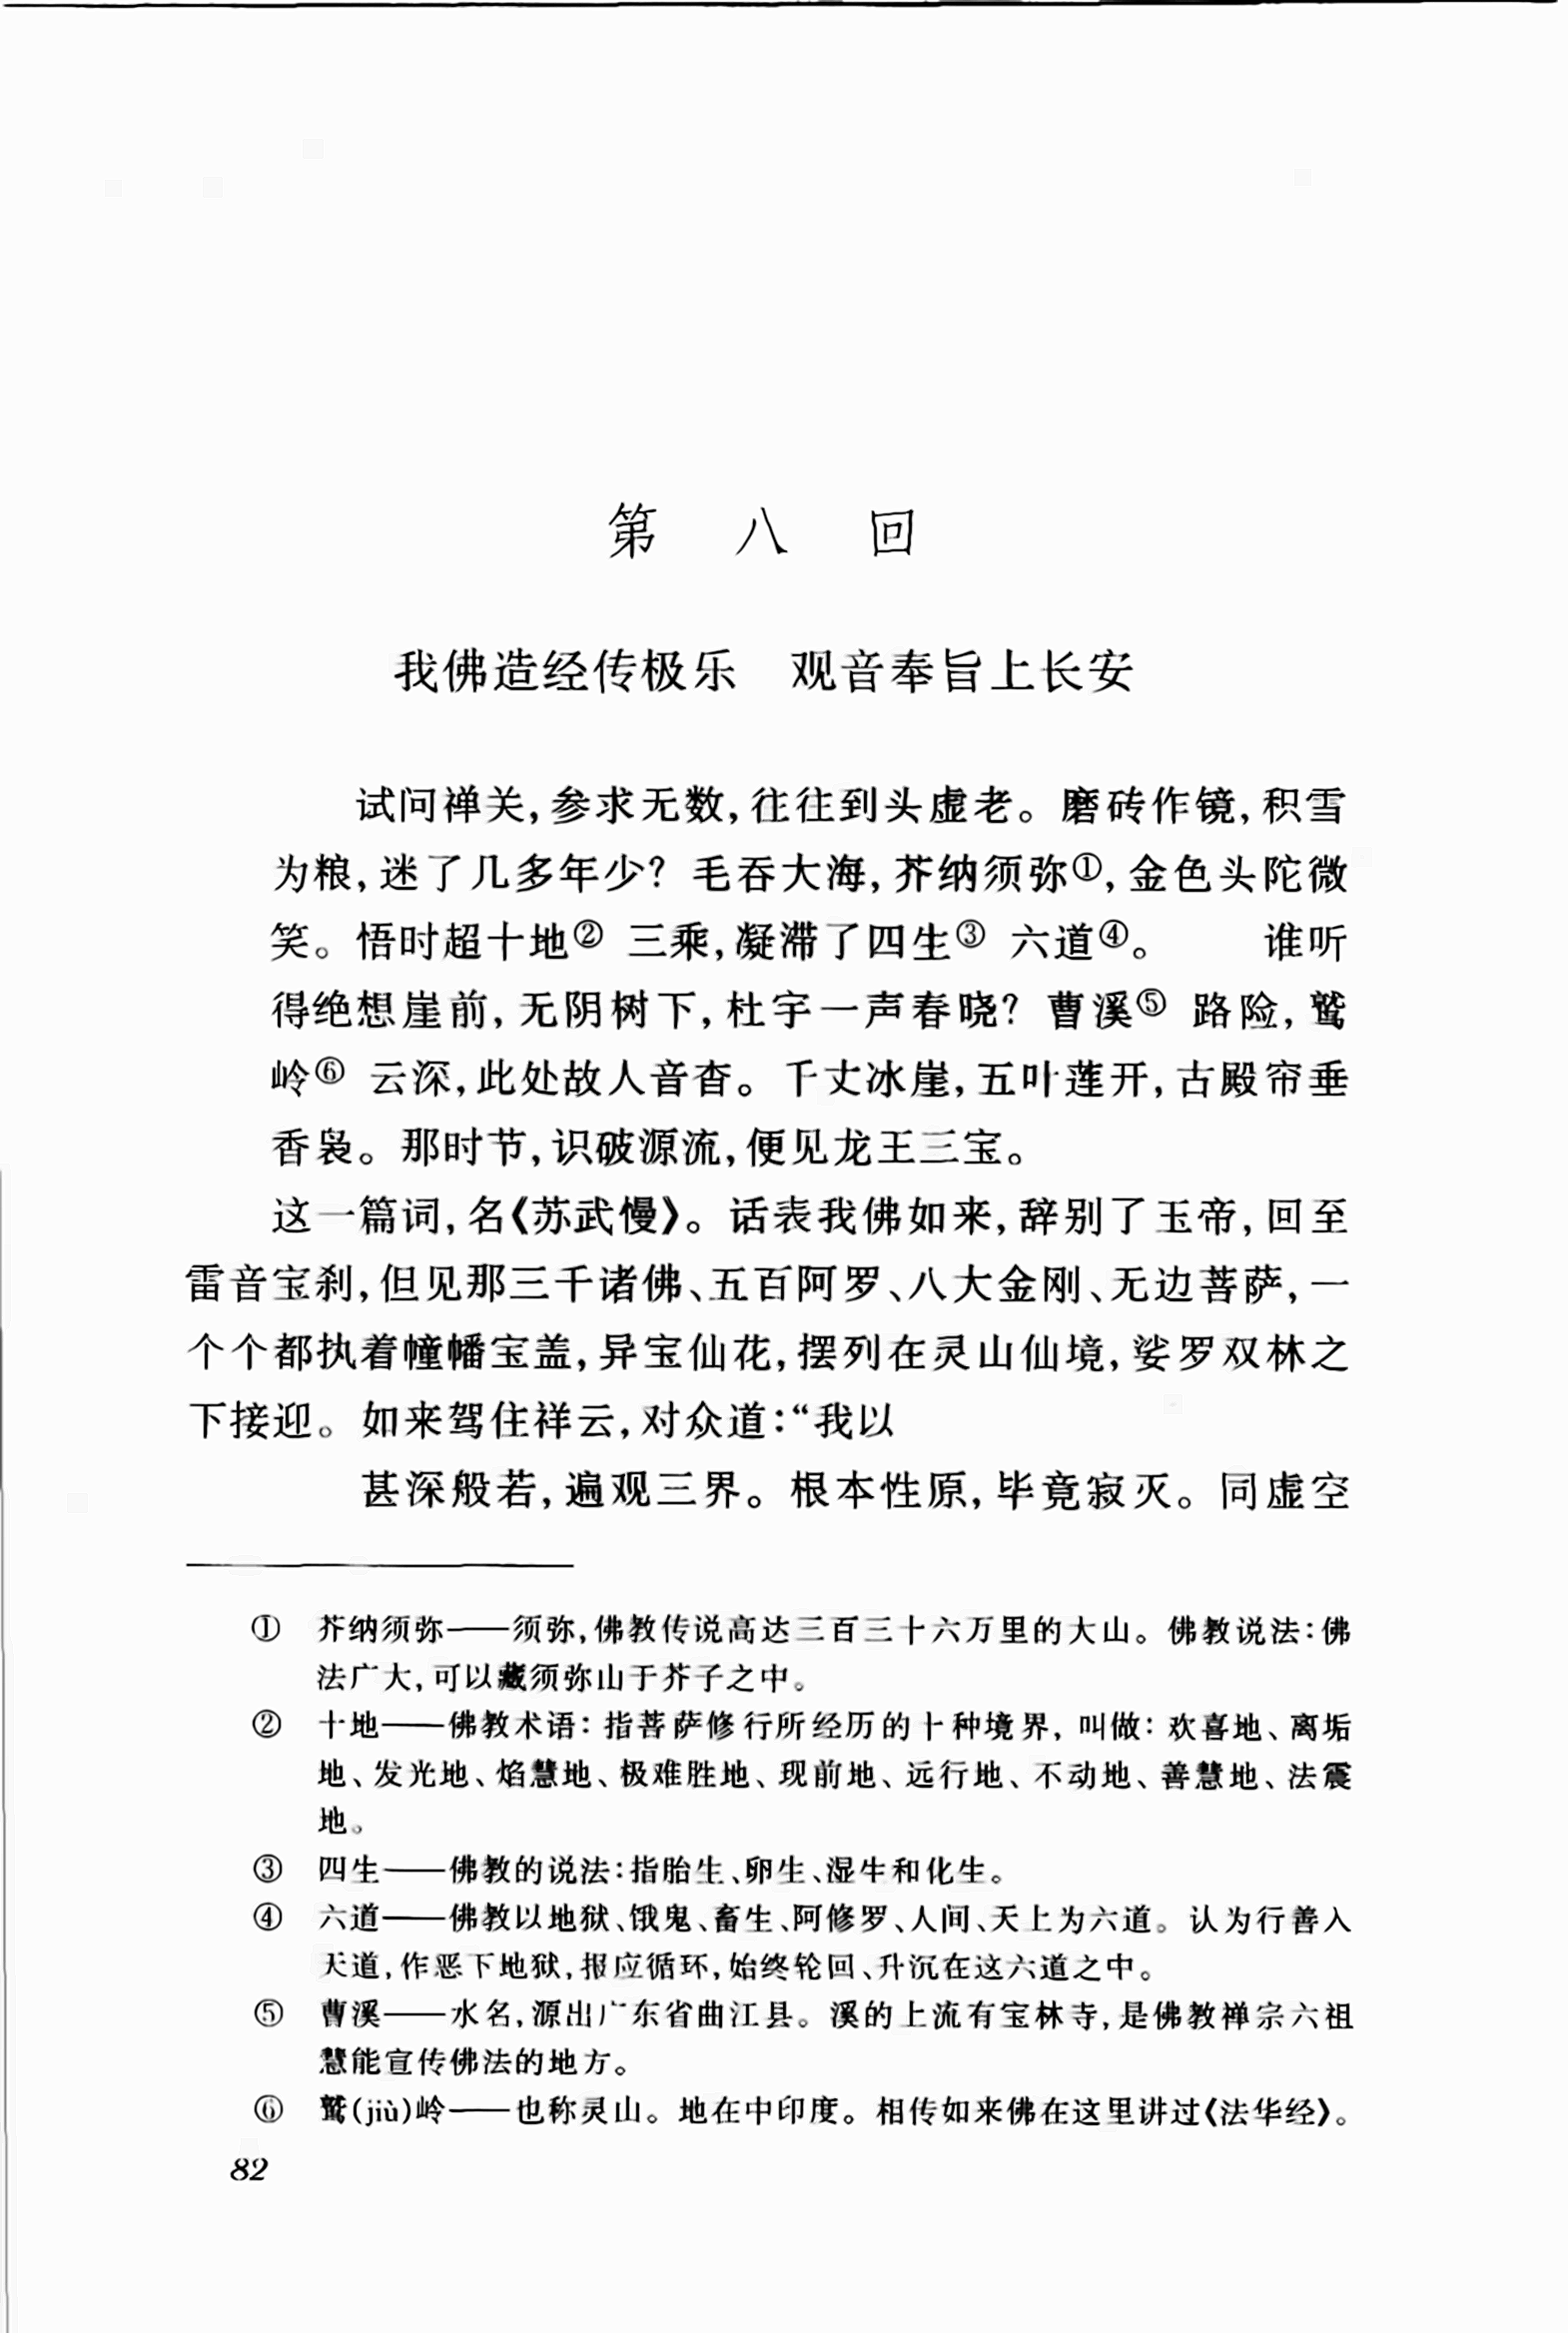 第 八 回
我佛造经传极乐 观音奉旨上长安
试问禅关,参求无数,往往到头虚老。磨砖作镜,积雪
为粮,迷了几多年少?毛吞大海,芥纳须弥①,金色头陀微
笑。悟时超十地② 三乘,凝滞了四生③ 六道④。 谁听
得绝想崖前,无阴树下,杜宇一声春晓?曹溪⑤ 路险,鹫
岭⑥ 云深,此处故人音杳。千丈冰崖,五叶莲开,古殿帘垂
香袅。那时节,识破源流,便见龙王三宝。
这一篇词,名《苏武慢》。话表我佛如来,辞别了玉帝,回至
雷音宝刹,但见那三千诸佛、五百阿罗、八大金刚、无边菩萨,一
个个都执着幢幡宝盖,异宝仙花,摆列在灵山仙境,娑罗双林之
下接迎。如来驾住祥云,对众道:“我以
甚深般若,遍观三界。根本性原,毕竟寂灭。同虚空
① 芥纳须弥——须弥,佛教传说高达三百三十六万里的大山。佛教说法:佛
法广大,可以藏须弥山于芥子之中。
② 十地——佛教术语:指菩萨修行所经历的十种境界,叫做:欢喜地、离垢
地、发光地、焰慧地、极难胜地、现前地、远行地、不动地、善慧地、法震
地。
③ 四生——佛教的说法:指胎生、卵生、湿生和化生。
④ 六道——佛教以地狱、饿鬼、畜生、阿修罗、人间、天上为六道。认为行善入
天道,作恶下地狱,报应循环,始终轮回、升沉在这六道之中。
⑤ 曹溪——水名,源出广东省曲江县。溪的上流有宝林寺,是佛教禅宗六祖
慧能宣传佛法的地方。
⑥ 鹫(jiù)岭——也称灵山。地在中印度。相传如来佛在这里讲过《法华经》。
82